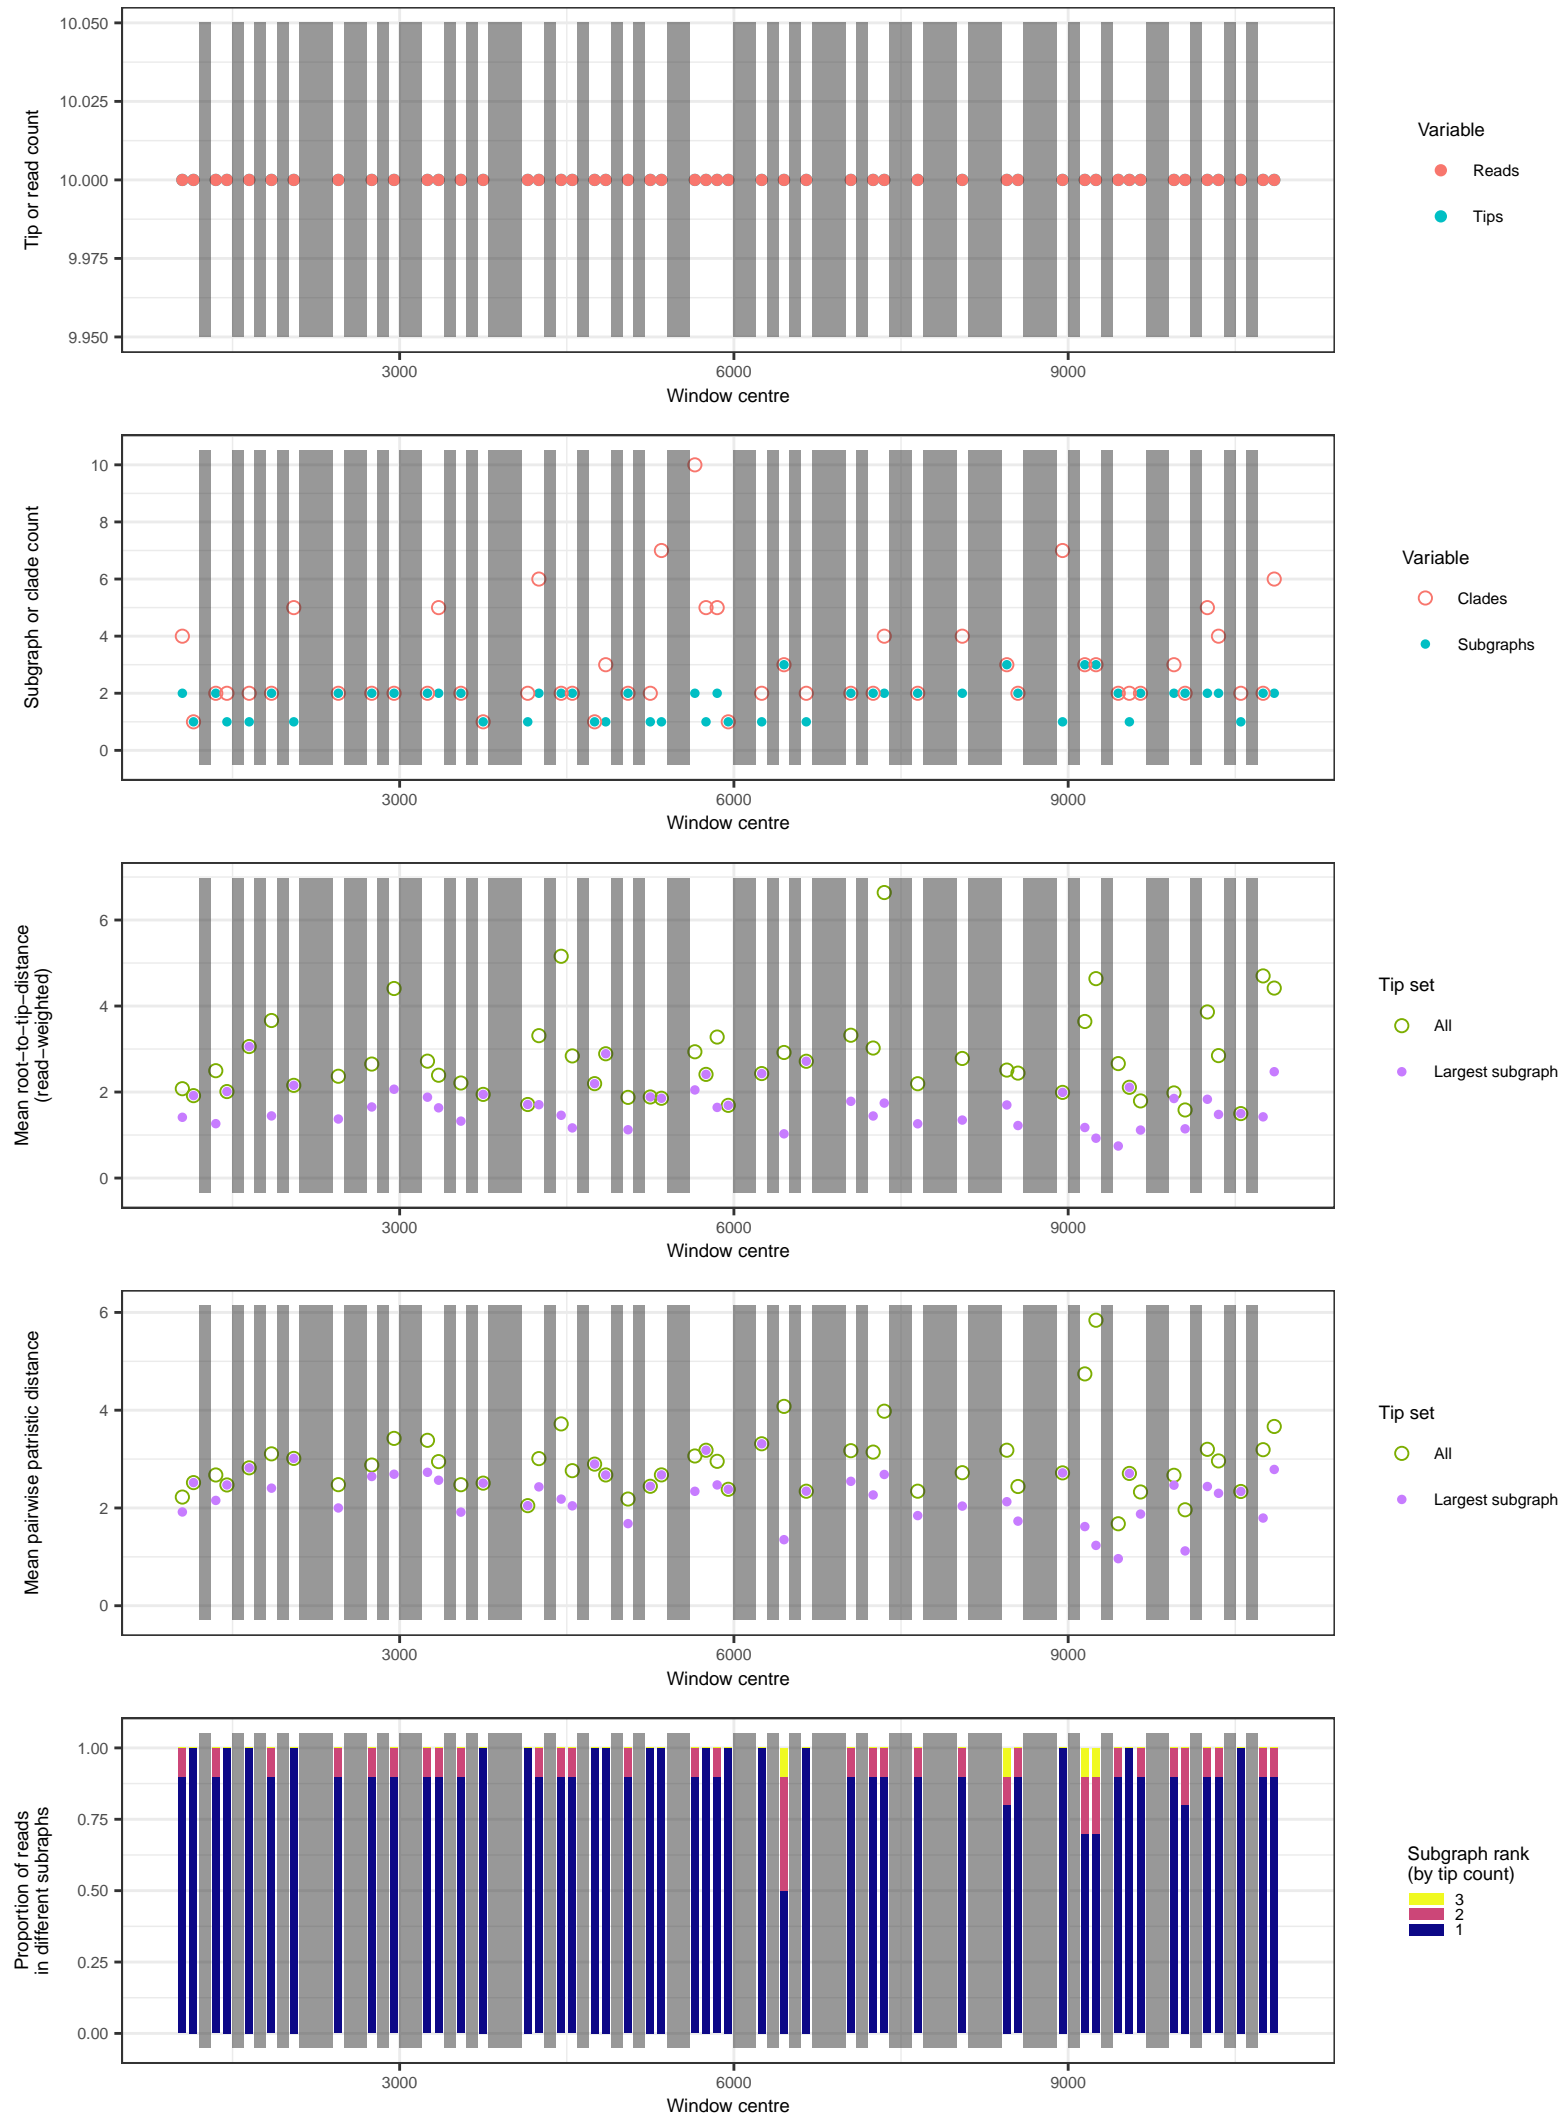 10.050
10.025
10.000
9.975
9.950
Tip or read count
3000
6000
9000
Window centre
Variable
Reads
Tips
10
8
6
4
2
0
Subgraph or clade count
3000
6000
9000
Window centre
Variable
Clades
Subgraphs
6
4
2
0
Mean root−to−tip−distance
(read−weighted)
3000
6000
9000
Window centre
Tip set
All
Largest subgraph
6
4
2
0
Mean pairwise patristic distance
3000
6000
9000
Window centre
Tip set
All
Largest subgraph
1.00
0.75
0.50
0.25
0.00
Proportion of reads
in different subraphs
3000
6000
9000
Window centre
Subgraph rank
(by tip count)
3
2
1